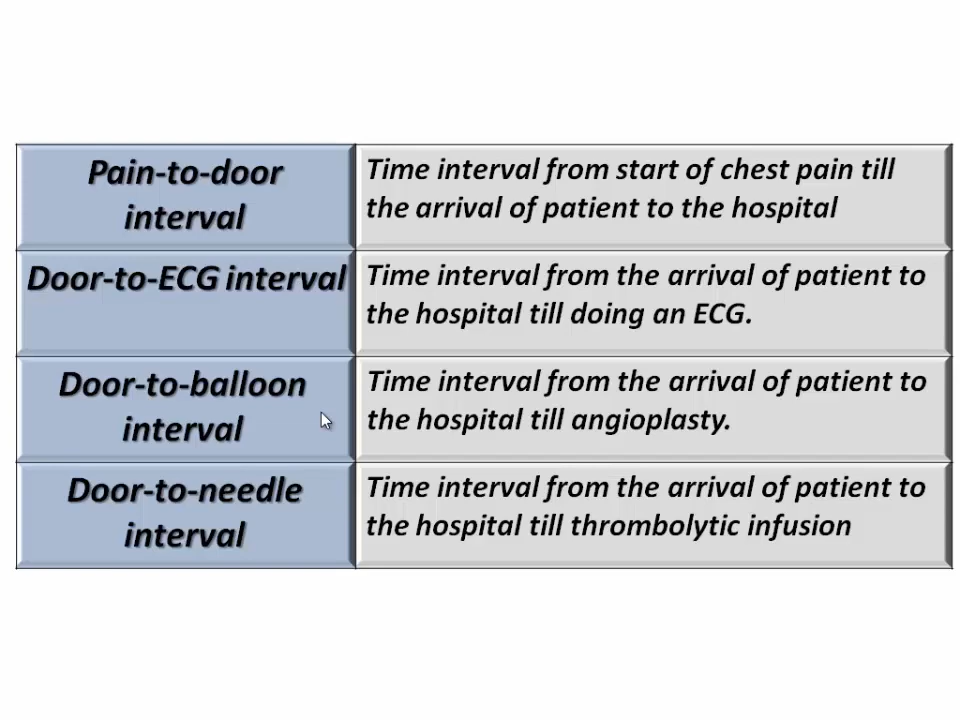 Pain-to-door
interval
Time interval from start of chest pain till
the arrival of patient to the hospital
Door-to-ECG interval
Time interval from the arrival of patient to
the hospital till doing an ECG.
Door-to-balloon
interval
Time interval from the arrival of patient to
the hospital till angioplasty.
Door-to-needle
interval
Time interval from the arrival of patient to
the hospital till thrombolytic infusion